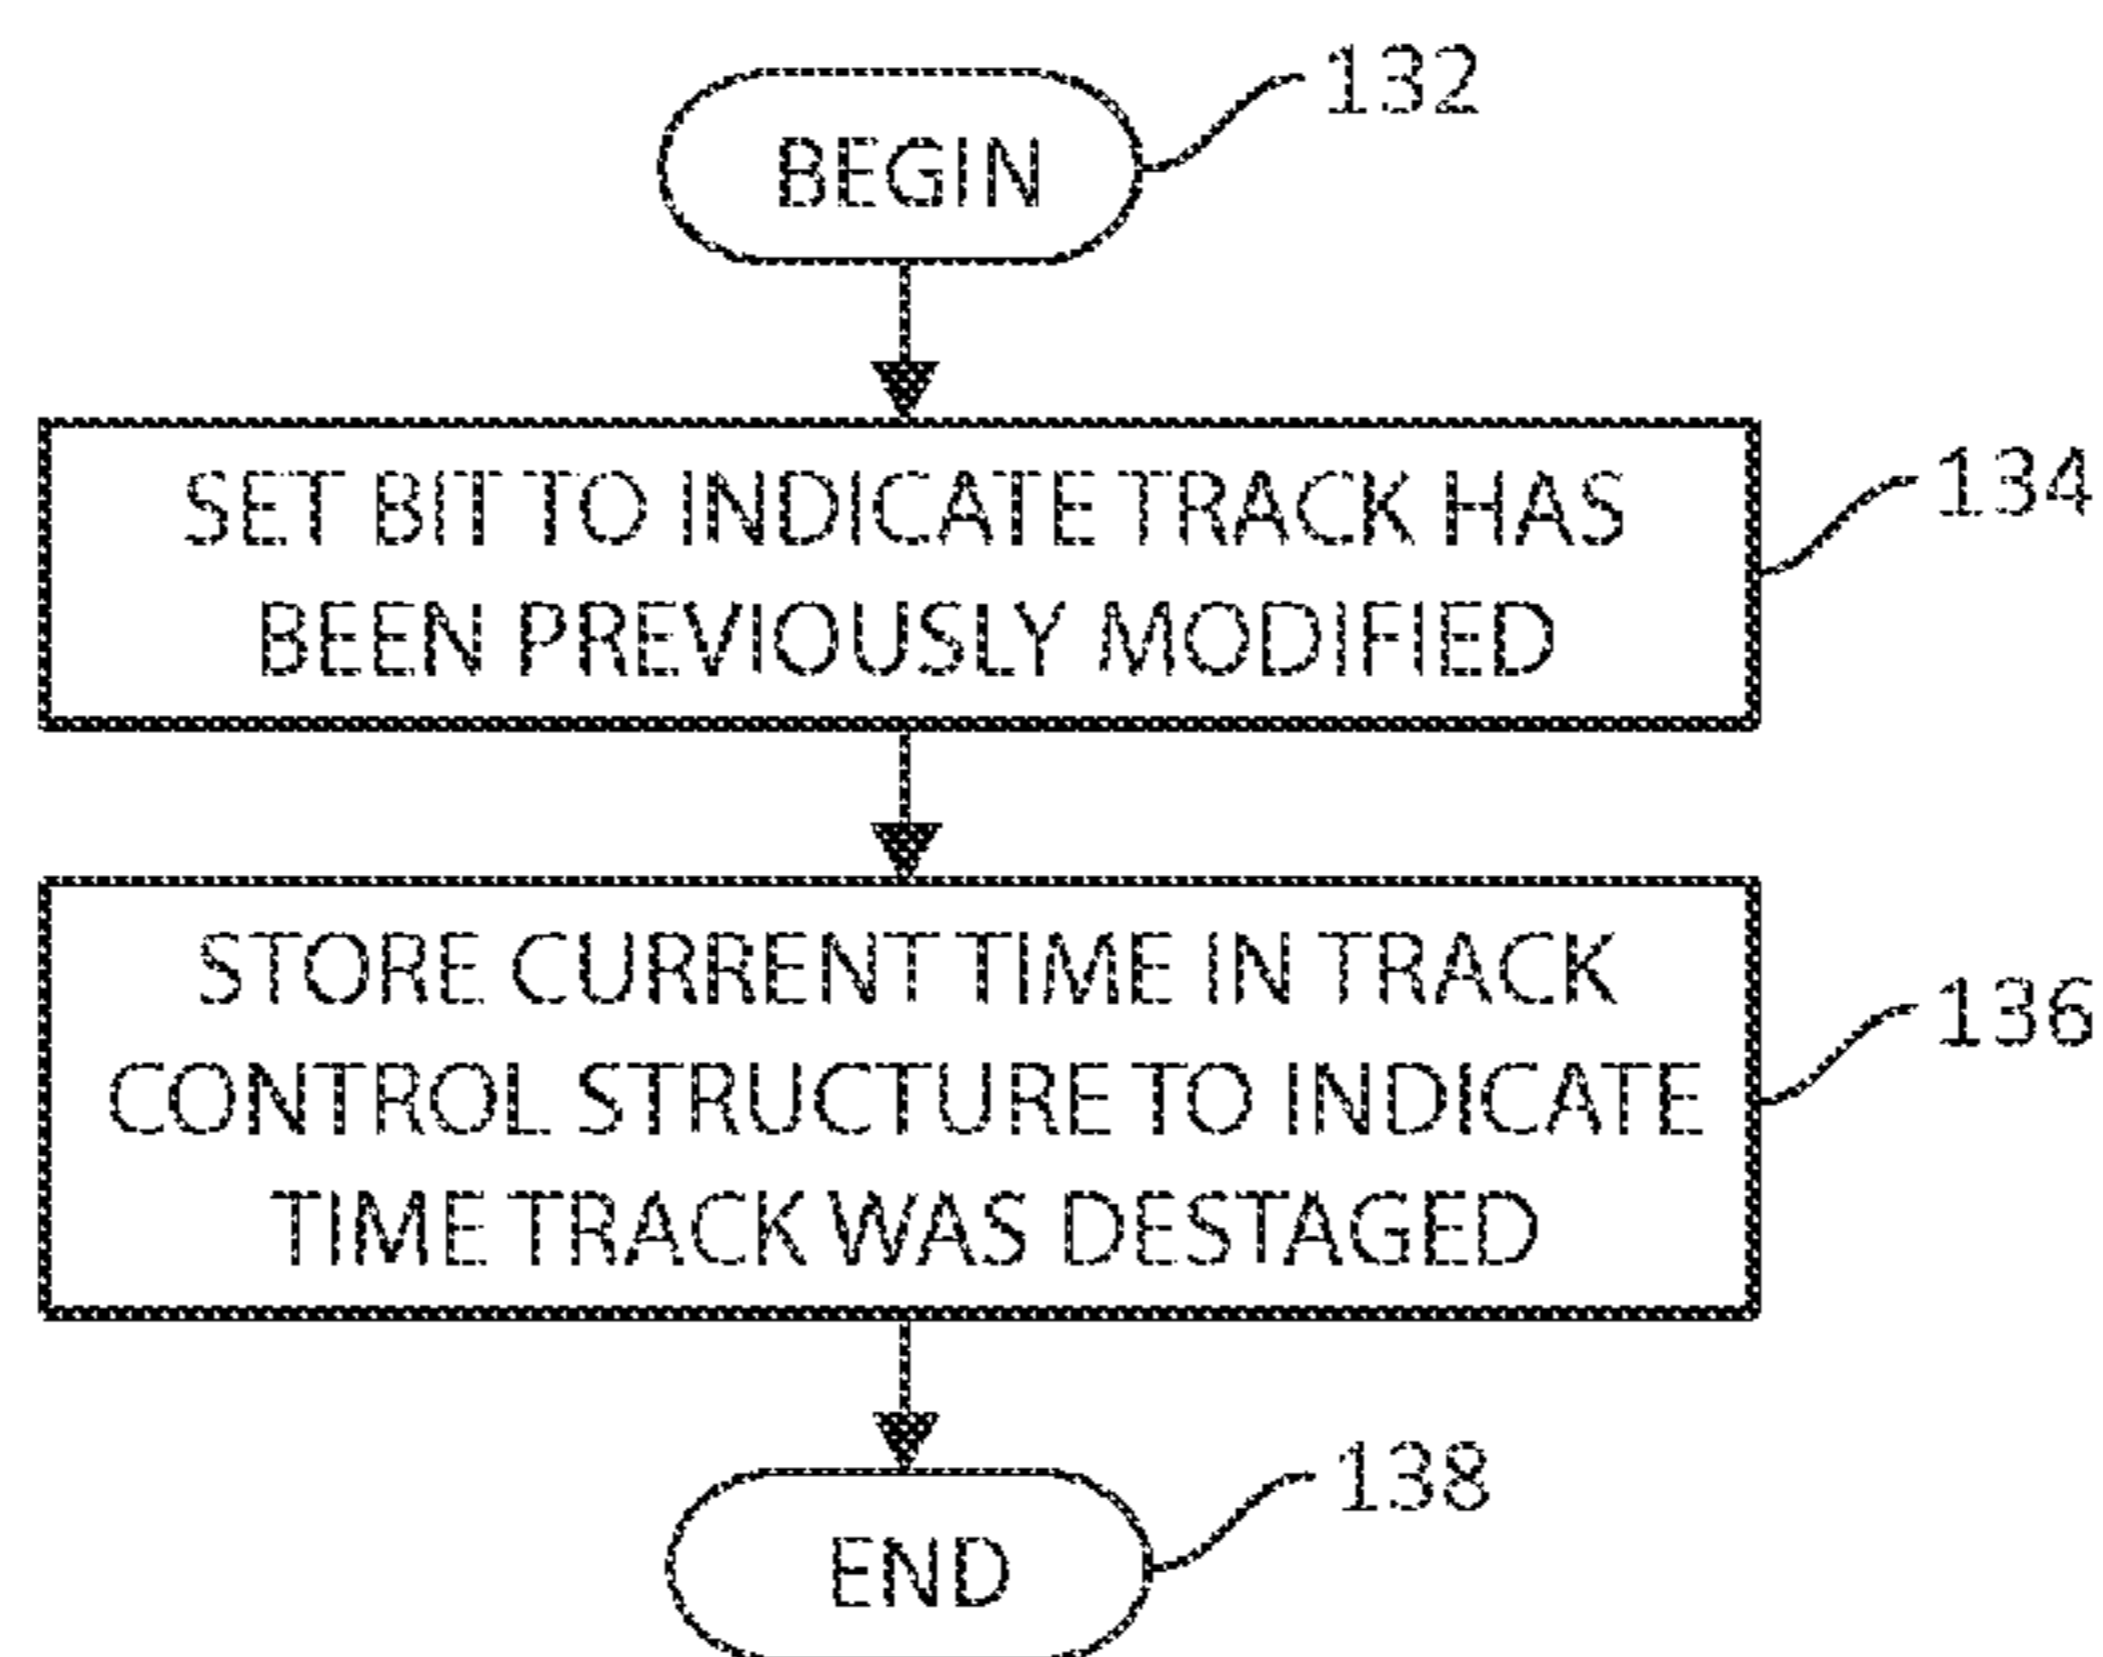 BEGIN
132
SET BIT TO INDICATE TRACK HAS
BEEN PREVIOUSLY MODIFIED
134
STORE CURRENT TIME IN TRACK
CONTROL STRUCTURE TO INDICATE
TIME TRACK WAS DESTAGED
136
END
138